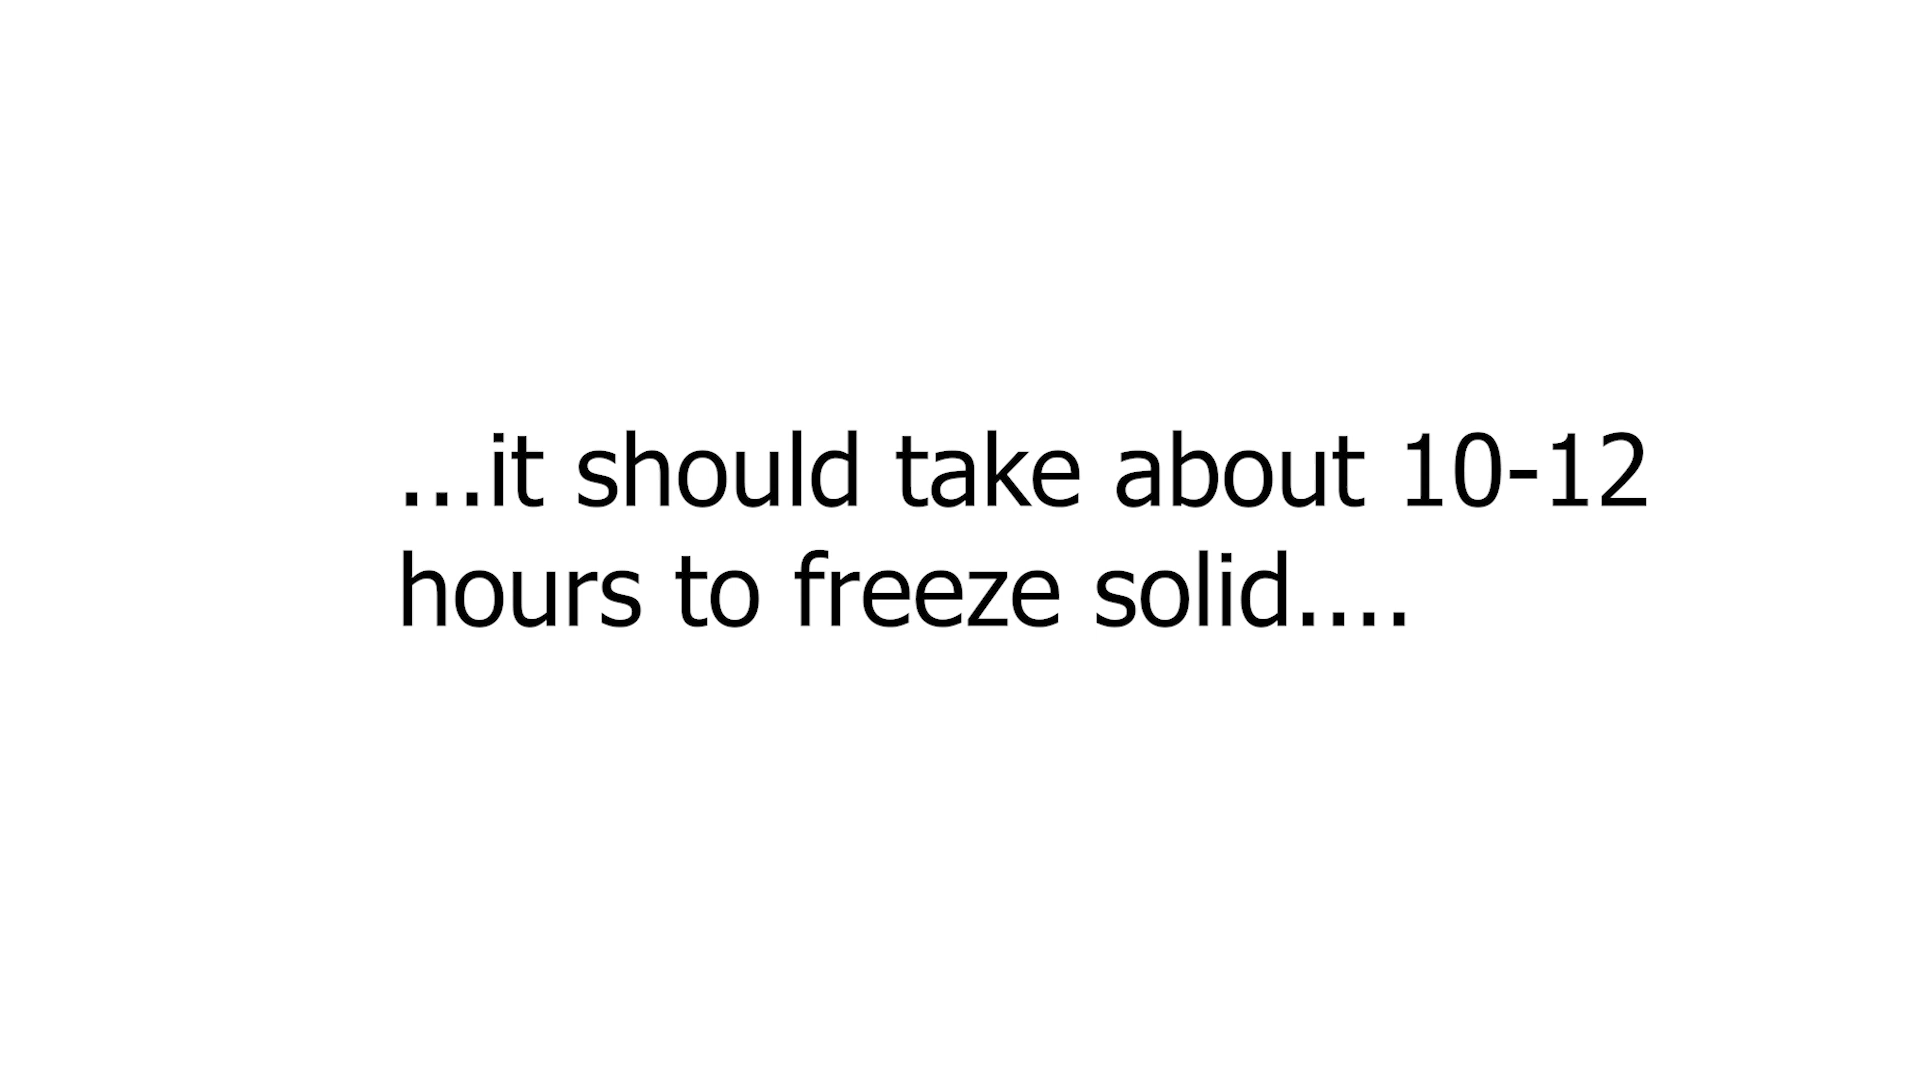 ...it should take about 10-12
hours to freeze solid....